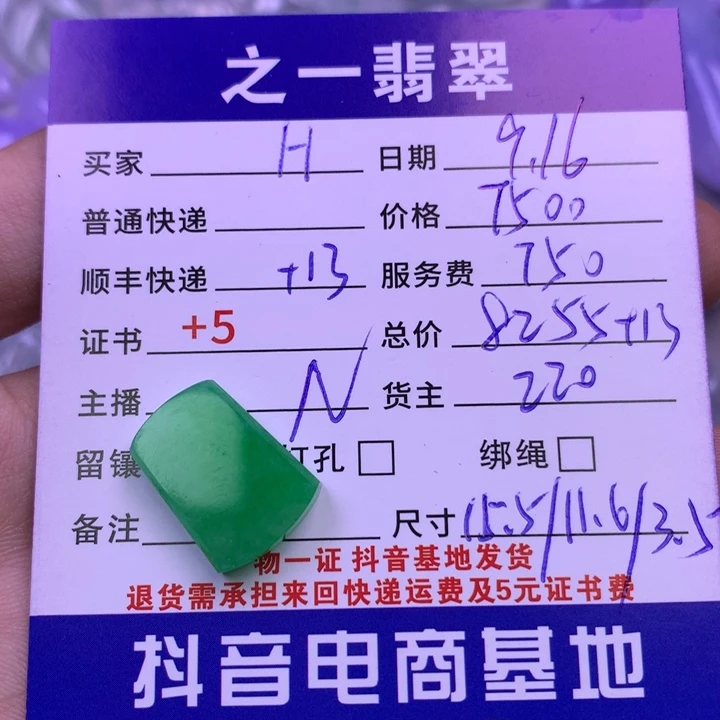 之一翡翠
买家 H 日期 9.16
普通快递 价格 7500
顺丰快递 +13 服务费 750
证书 +5 总价 8255+13
主播 N 货主 220
留镶 打孔 绑绳
备注 尺寸 15.5/11.6/3.5
物一证 抖音基地发货
退货需承担来回快递运费及5元证书费
抖音电商基地